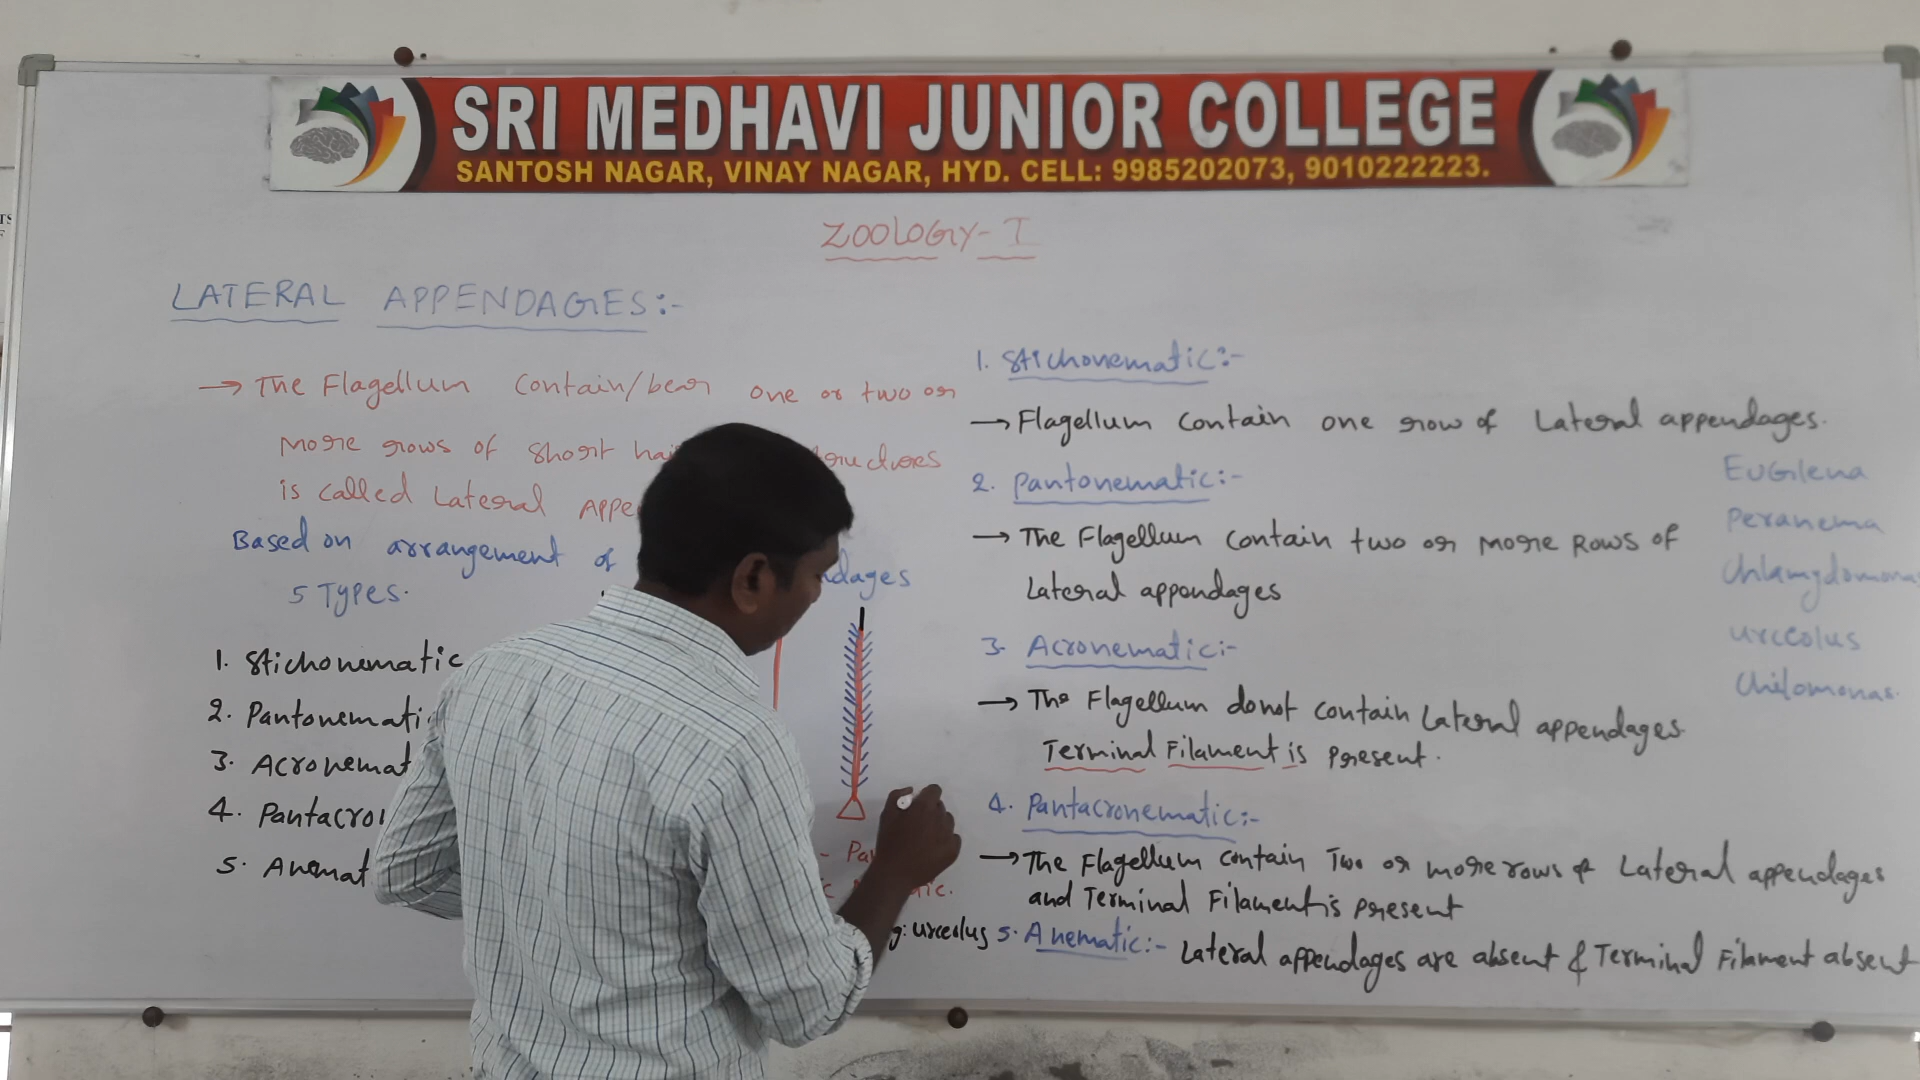 SRI MEDHAVI JUNIOR COLLEGE
SANTOSH NAGAR, VINAY NAGAR, HYD. CELL: 9985202073, 9010222223.
ZOOLOGY-I
LATERAL APPENDAGES:-
→ The Flagellum Contain/bear one or two or
More rows of short
is called Lateral
Based on arrangement of
5 Types.
1. Stichonematic
2. Pantonemati
3. Acronemat
4. Pantacro
5. Anemat
g: urceolus
1. Stichonematic:-
→ Flagellum contain one row of Lateral appendages.
2. Pantonematic:-
→ The Flagellum contain two or more Rows of
Lateral appendages
3. Acronematic:-
→ The Flagellum donot contain Lateral appendages.
Terminal Filament is present.
4. Pantacronematic:-
→ The Flagellum contain Two or more rows of Lateral appendages
and Terminal Filament is present
5. Anematic:- Lateral appendages are absent & Terminal Filament absent
EuGlena
Peranema
Chlamydomonas
urceolus
Chilomonas.